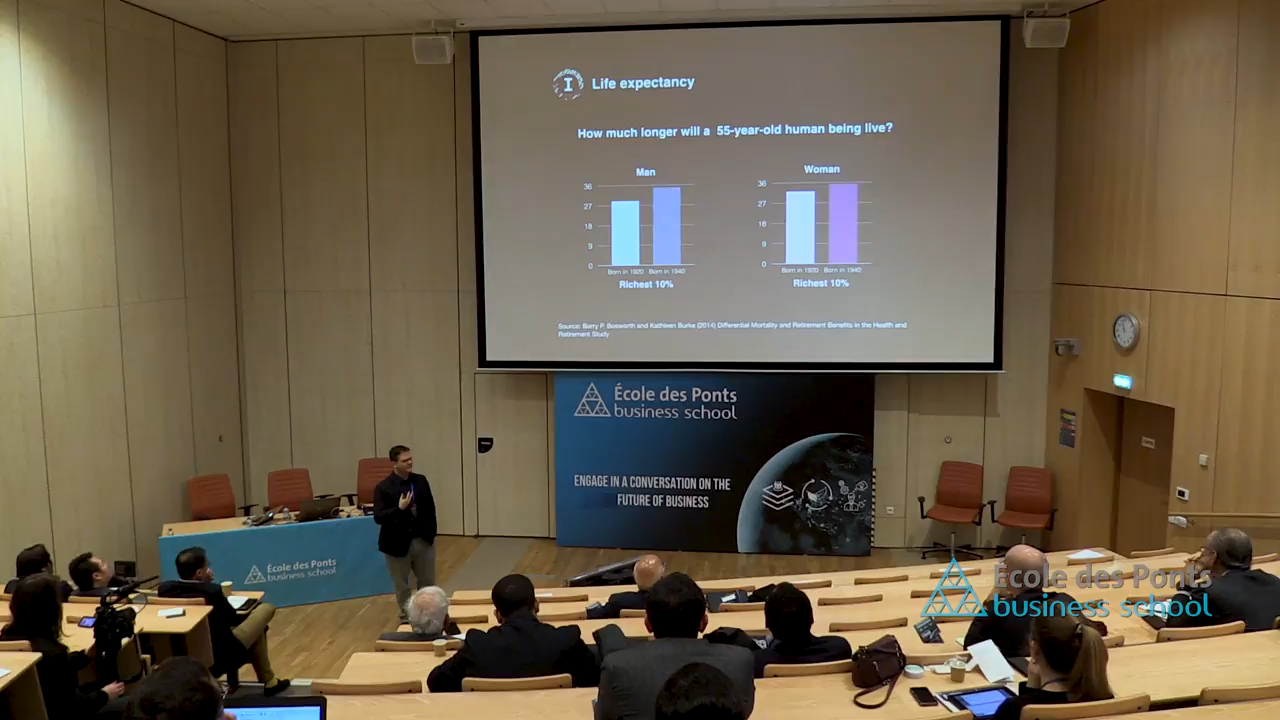 I Life expectancy
How much longer will a 55-year-old human being live?
Man
36
27
18
9
0
Born in 1920 Born in 1940
Richest 10%
Woman
36
27
18
9
0
Born in 1920 Born in 1940
Richest 10%
Source: Barry P. Bosworth and Kathleen Burke (2014) Differential Mortality and Retirement Benefits in the Health and
Retirement Study
École des Ponts
business school
ENGAGE IN A CONVERSATION ON THE
FUTURE OF BUSINESS
École des Ponts
business school
École des Ponts
business school